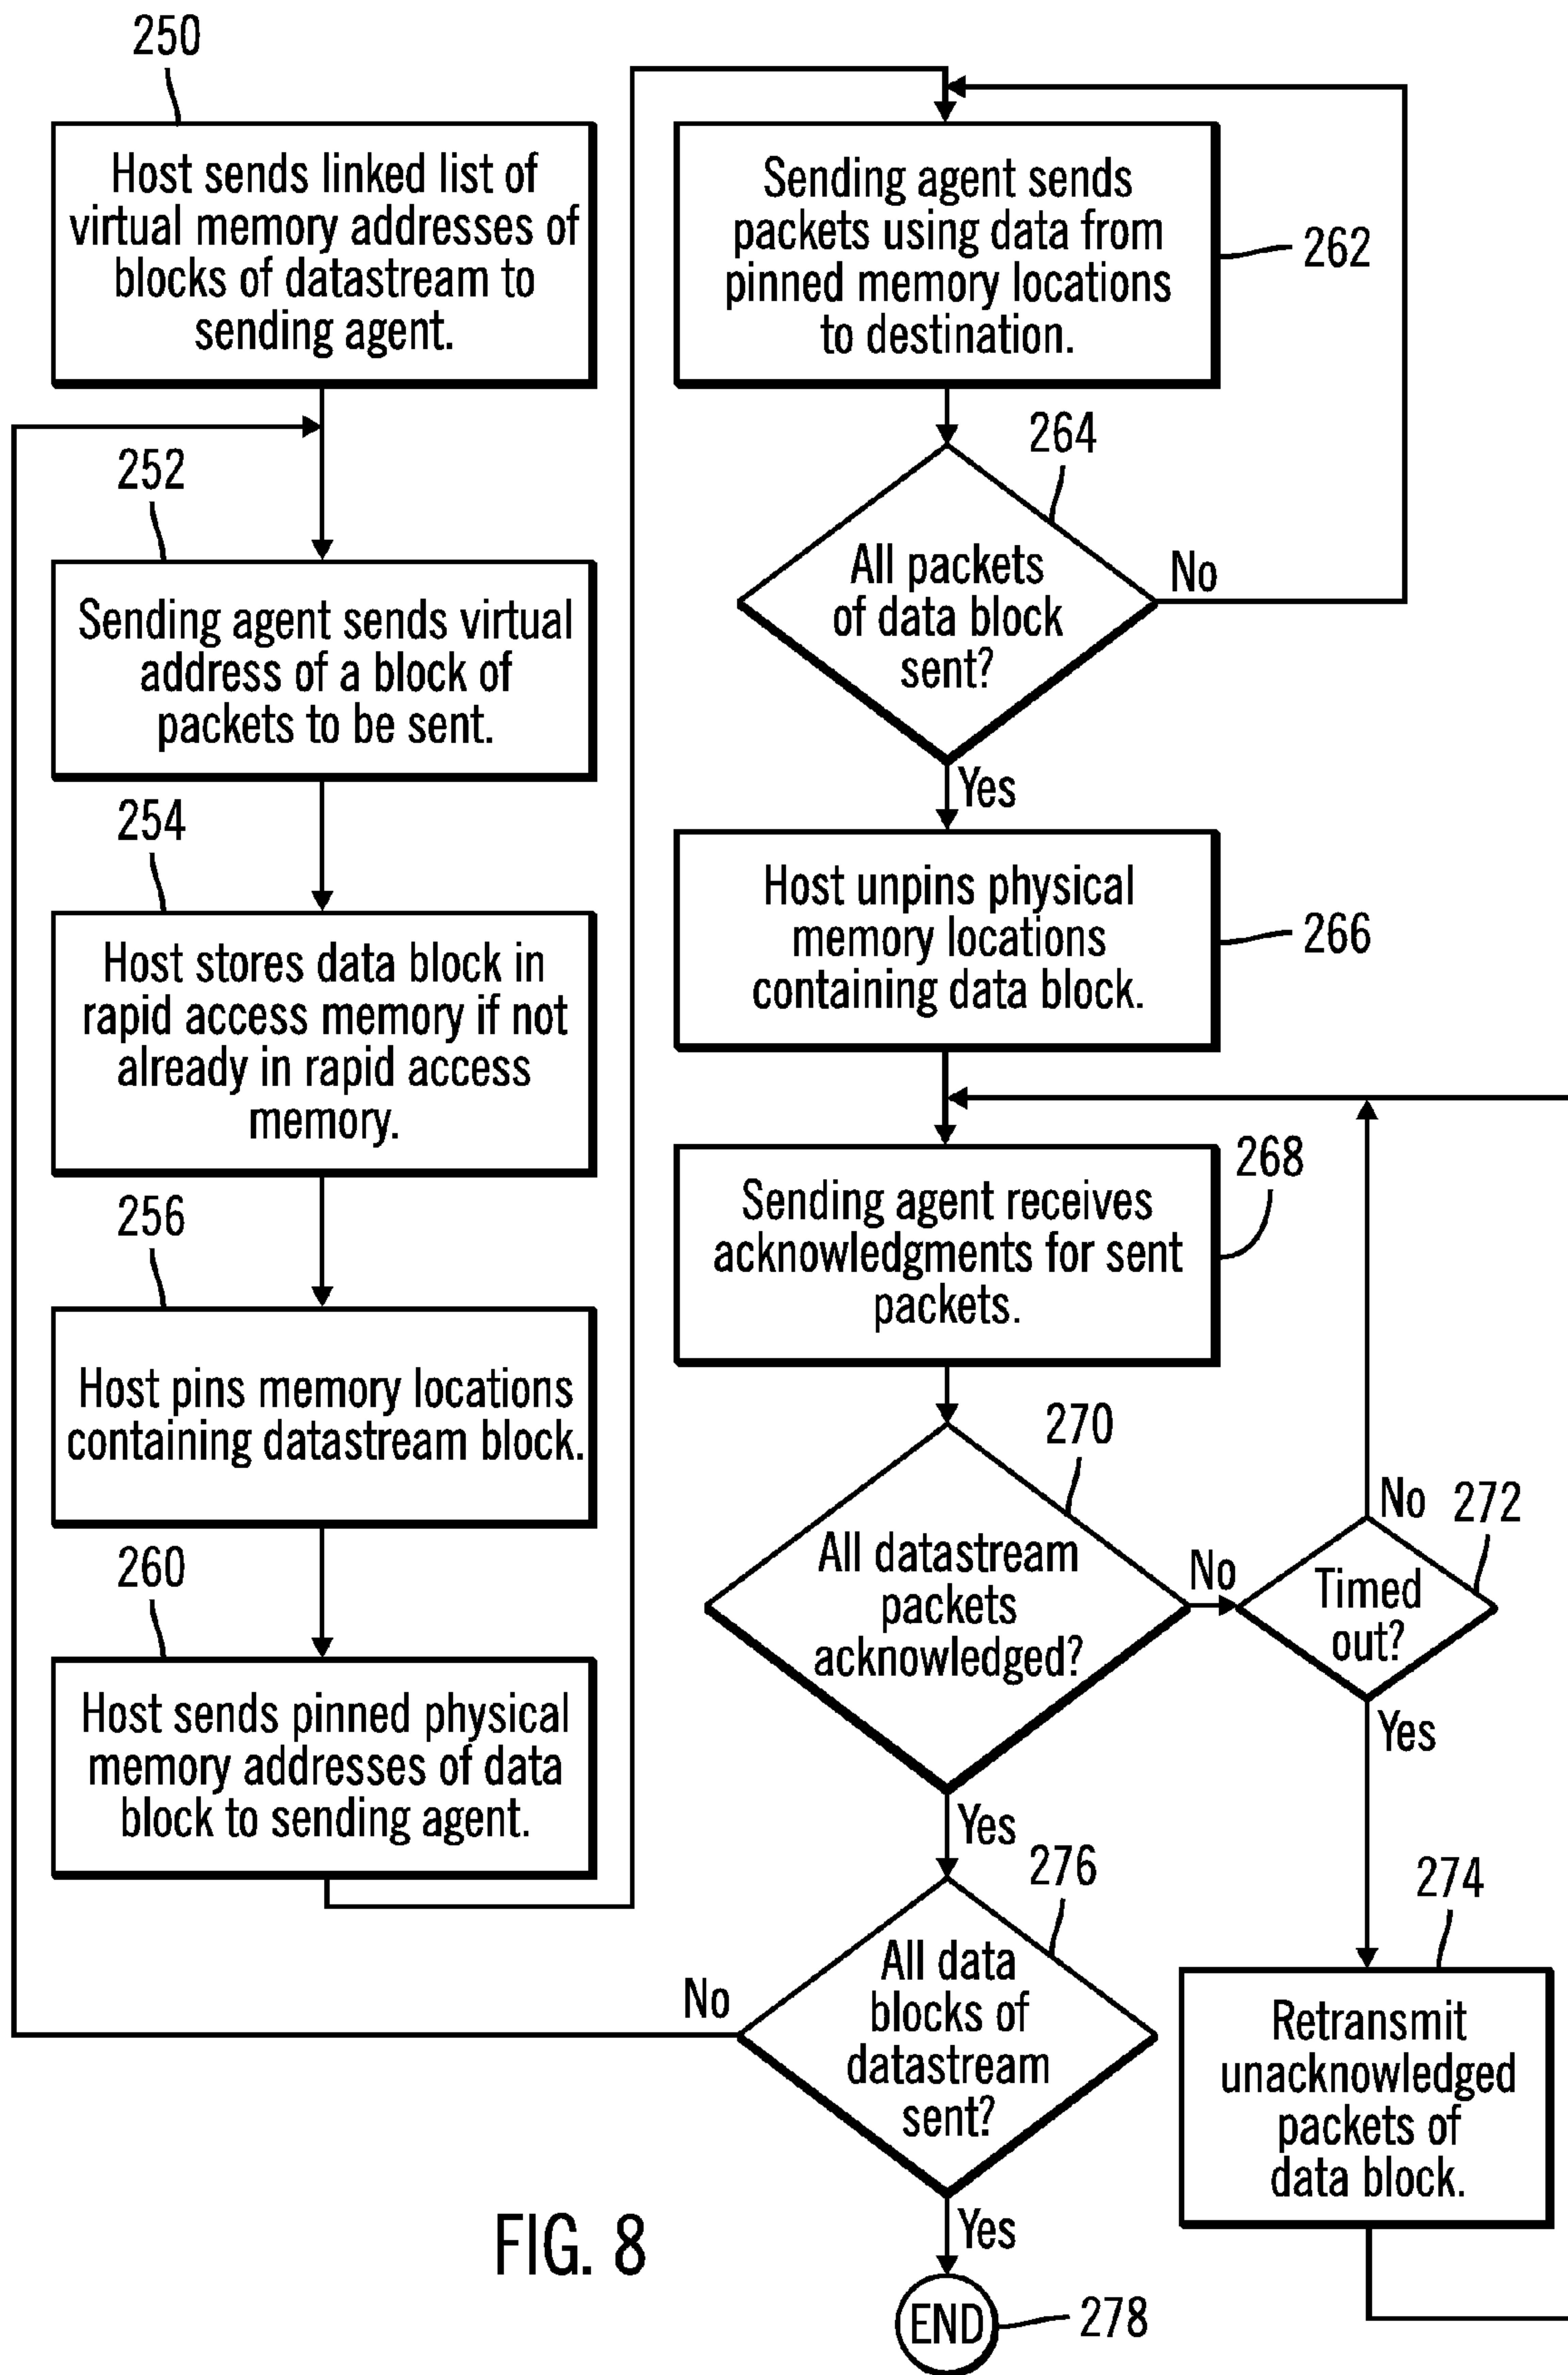 250
Host sends linked list of
virtual memory addresses of
blocks of datastream to
sending agent.
252
Sending agent sends virtual
address of a block of
packets to be sent.
254
Host stores data block in
rapid access memory if not
already in rapid access
memory.
256
Host pins memory locations
containing datastream block.
260
Host sends pinned physical
memory addresses of data
block to sending agent.
Sending agent sends
packets using data from
pinned memory locations
to destination.
262
264
All packets
of data block
sent?
No
Yes
Host unpins physical
memory locations
containing data block.
266
Sending agent receives
acknowledgments for sent
packets.
268
270
All datastream
packets
acknowledged?
No
Yes
272
Timed
out?
No
Yes
274
Retransmit
unacknowledged
packets of
data block.
276
All data
blocks of
datastream
sent?
No
Yes
END
278
FIG. 8